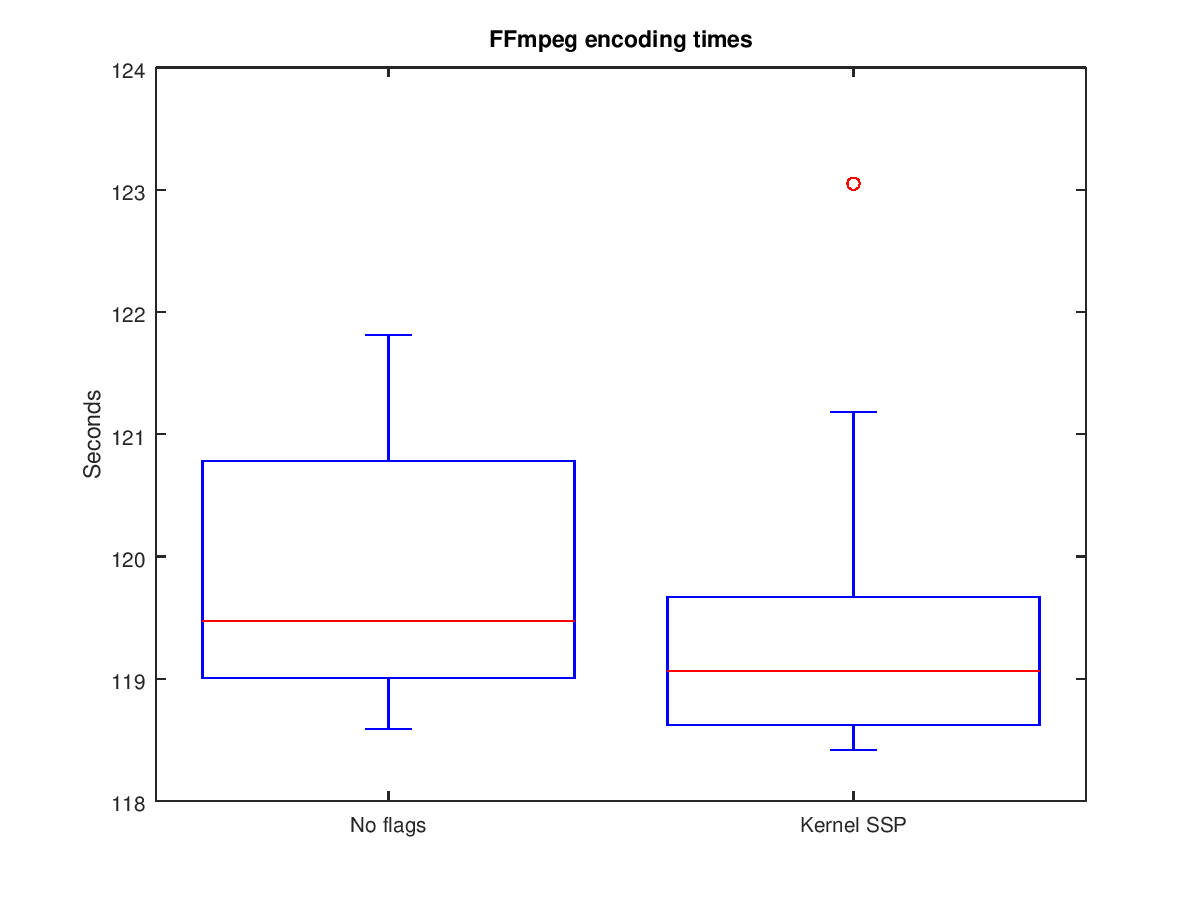 FFmpeg encoding times
124
123
122
121
120
119
118
Seconds
No flags
Kernel SSP